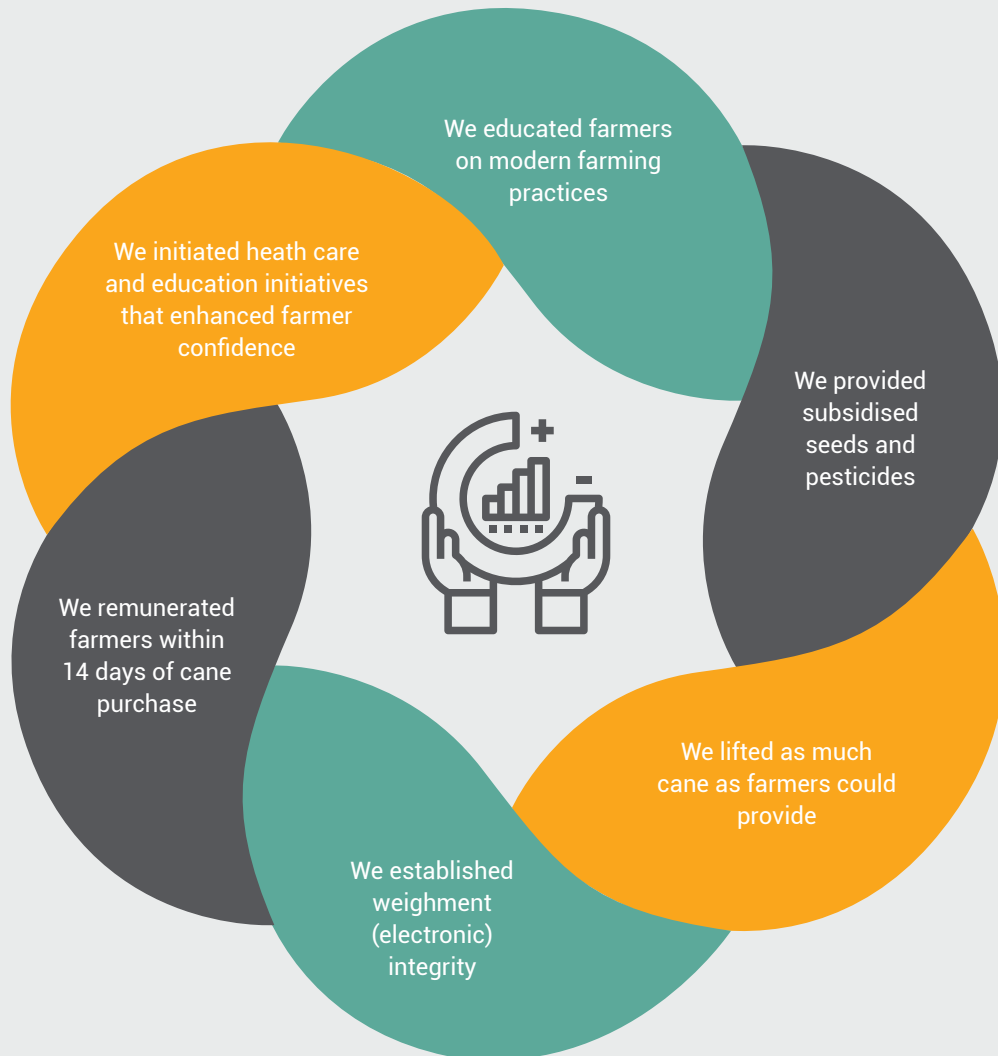 We educated farmers
on modern farming
practices
We provided
subsidised
seeds and
pesticides
We lifted as much
cane as farmers could
provide
We established
weighment
(electronic)
integrity
We remunerated
farmers within
14 days of cane
purchase
We initiated heath care
and education initiatives
that enhanced farmer
confidence